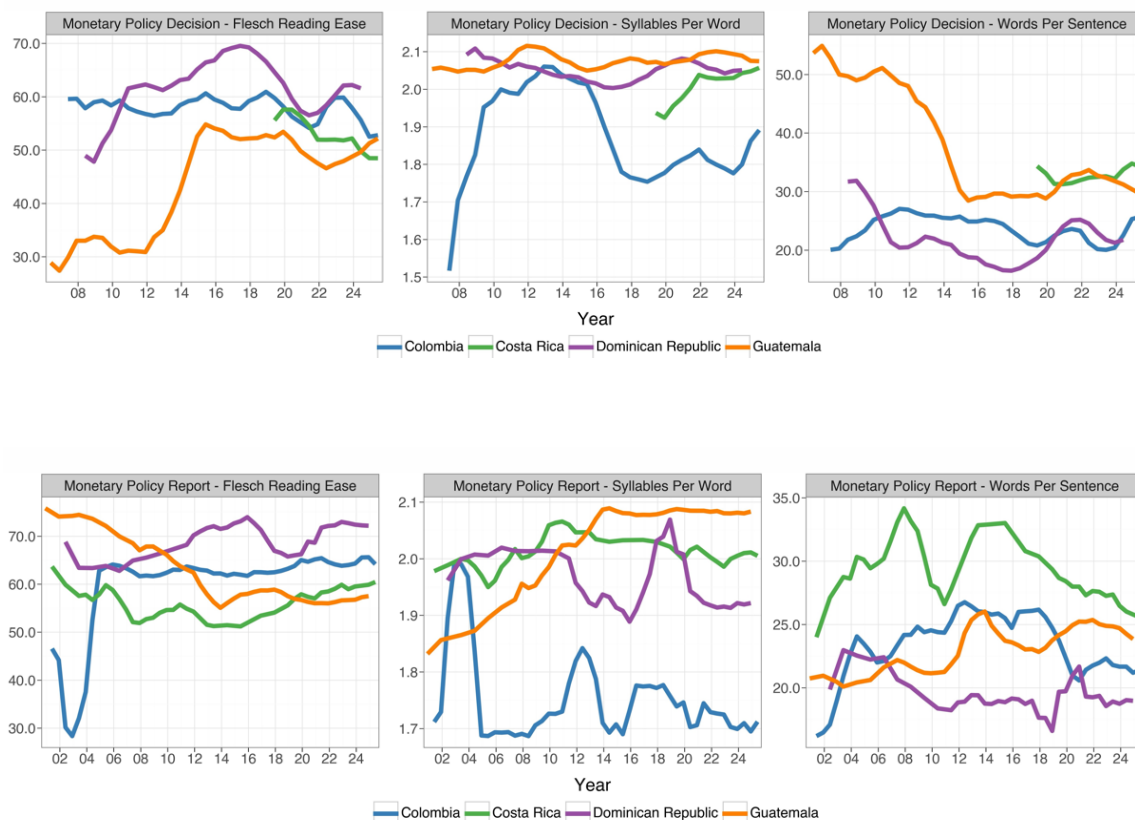 Monetary Policy Decision - Flesch Reading Ease
Monetary Policy Decision - Syllables Per Word
Monetary Policy Decision - Words Per Sentence
70.0
60.0
50.0
40.0
30.0
2.1
2.0
1.9
1.8
1.7
1.6
1.5
50.0
40.0
30.0
20.0
08 10 12 14 16 18 20 22 24
08 10 12 14 16 18 20 22 24
08 10 12 14 16 18 20 22 24
Year
Colombia Costa Rica Dominican Republic Guatemala
Monetary Policy Report - Flesch Reading Ease
Monetary Policy Report - Syllables Per Word
Monetary Policy Report - Words Per Sentence
70.0
60.0
50.0
40.0
30.0
2.1
2.0
1.9
1.8
1.7
35.0
30.0
25.0
20.0
02 04 06 08 10 12 14 16 18 20 22 24
02 04 06 08 10 12 14 16 18 20 22 24
02 04 06 08 10 12 14 16 18 20 22 24
Year
Colombia Costa Rica Dominican Republic Guatemala